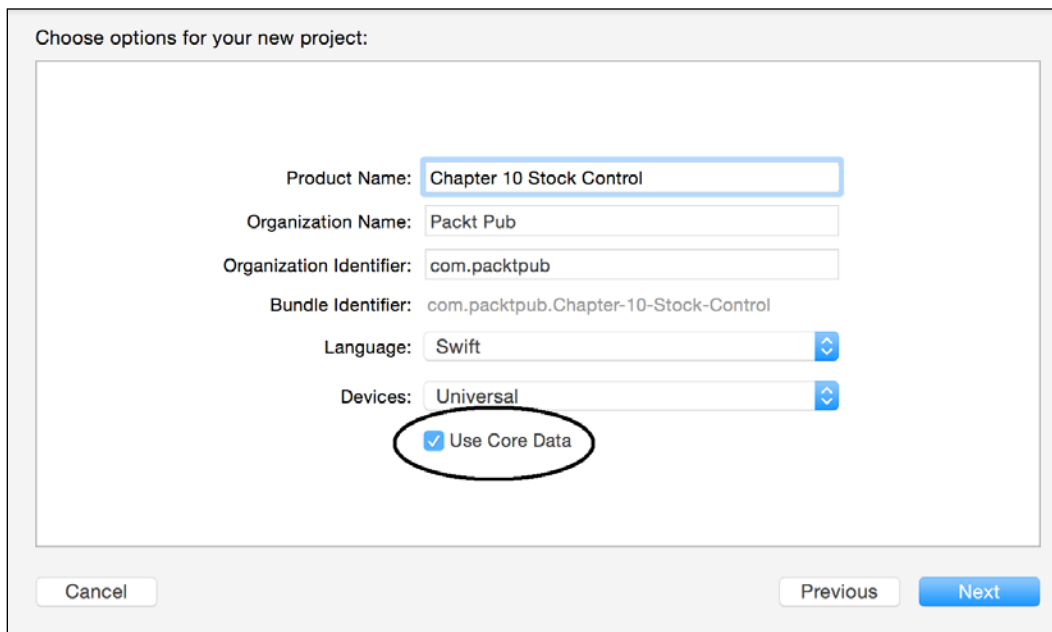 Choose options for your new project:
Product Name: Chapter 10 Stock Control
Organization Name: Packt Pub
Organization Identifier: com.packtpub
Bundle Identifier: com.packtpub.Chapter-10-Stock-Control
Language: Swift
Devices: Universal
Use Core Data
Cancel Previous Next